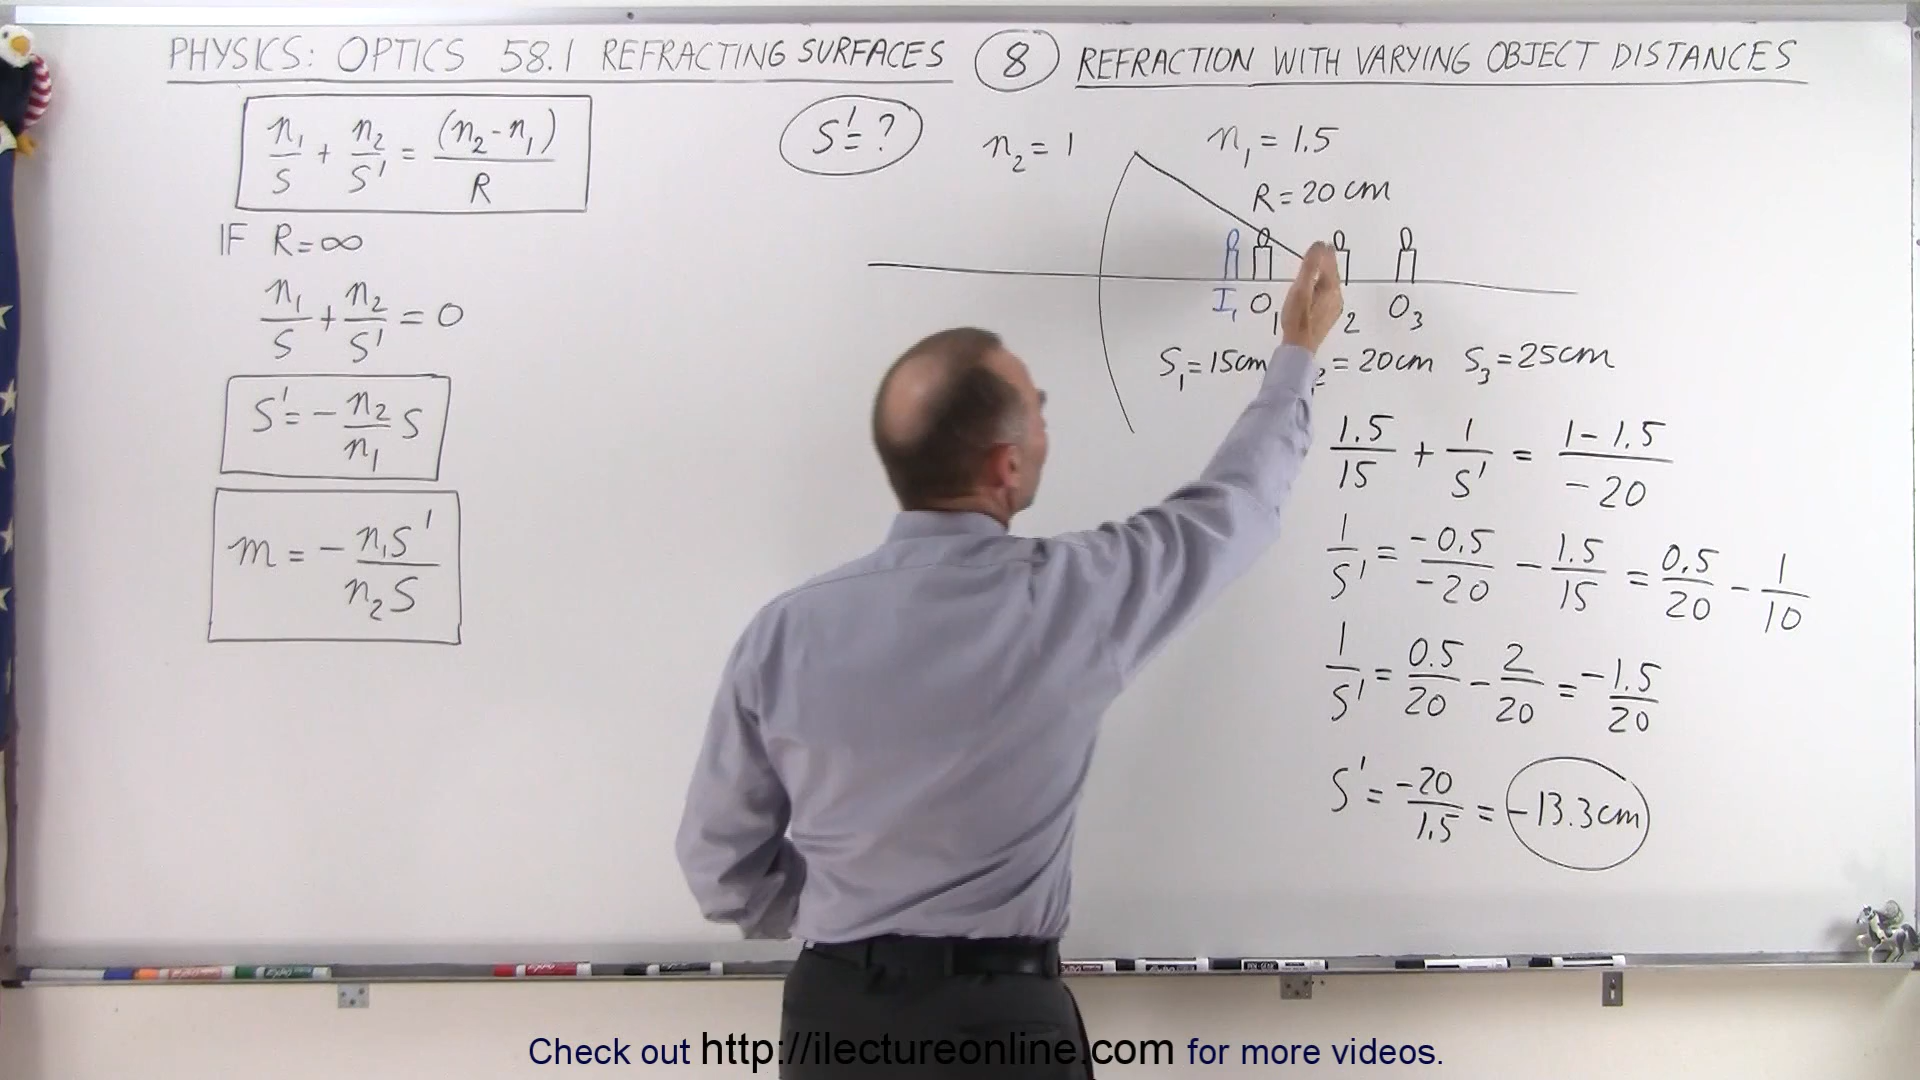 PHYSICS: OPTICS 58.1 REFRACTING SURFACES (8) REFRACTION WITH VARYING OBJECT DISTANCES
n₁/S + n₂/S' = (n₂-n₁)/R
IF R=∞
n₁/S + n₂/S' = 0
S' = - n₂/n₁ S
m = - n₁S'/n₂S
S' = ?
n₂ = 1
n₁ = 1.5
R = 20 cm
I₁ O₁ ₂ O₃
S₁ = 15cm ₂ = 20cm S₃ = 25cm
1.5/15 + 1/S' = 1-1.5/-20
1/S' = -0.5/-20 - 1.5/15 = 0.5/20 - 1/10
1/S' = 0.5/20 - 2/20 = -1.5/20
S' = -20/1.5 = -13.3cm
Check out http://ilectureonline.com for more videos.